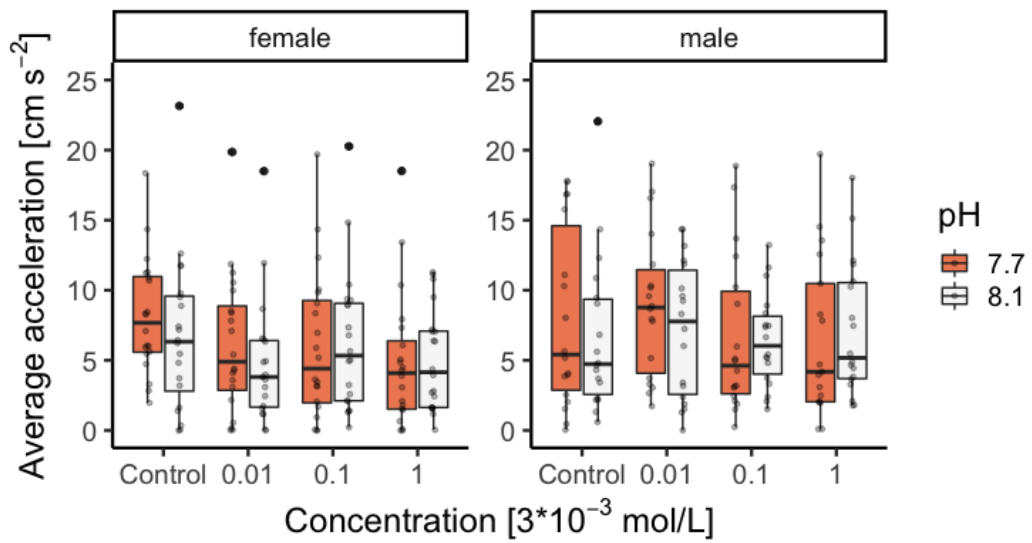 female male
Average acceleration [cm s⁻²]
25 25
20 20
15 15
10 10
5 5
0 0
Control 0.01 0.1 1 Control 0.01 0.1 1
Concentration [3*10⁻³ mol/L]
pH
7.7
8.1